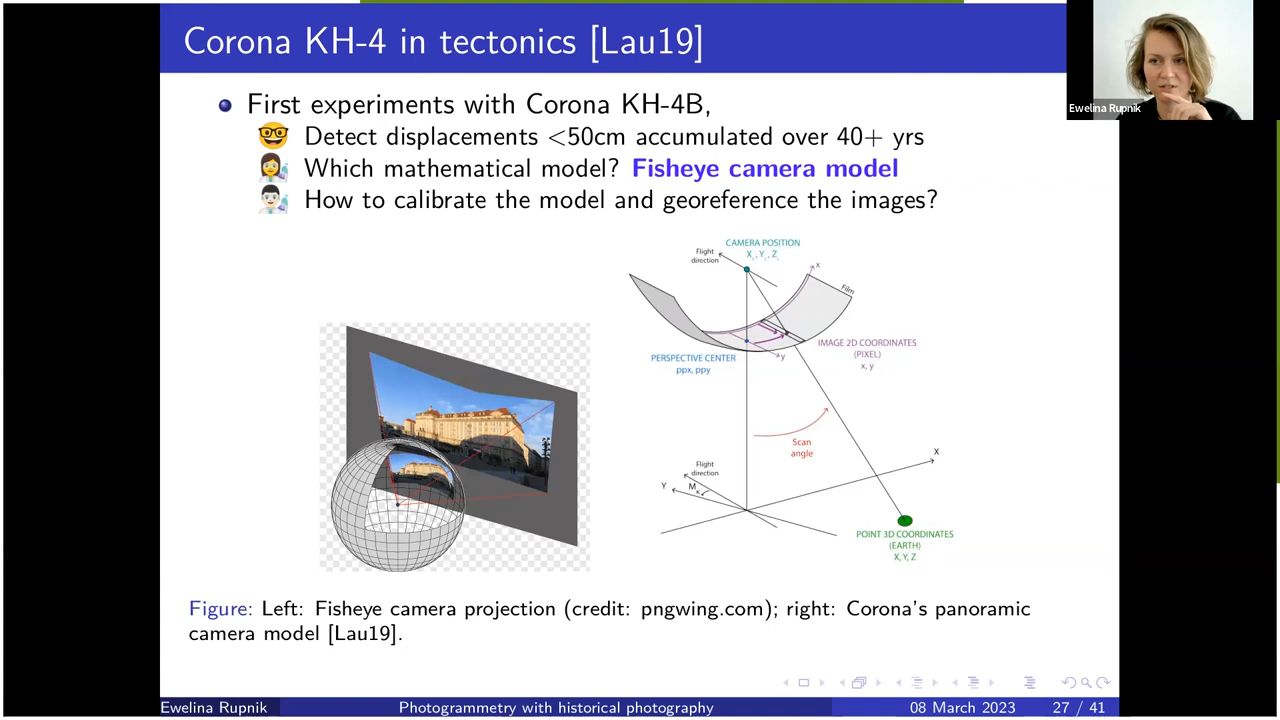 Corona KH-4 in tectonics [Lau19]
Ewelina Rupnik
First experiments with Corona KH-4B,
Detect displacements <50cm accumulated over 40+ yrs
Which mathematical model? Fisheye camera model
How to calibrate the model and georeference the images?
CAMERA POSITION
X, Y, Z
Flight
direction
x
Film
IMAGE 2D COORDINATES
(PIXEL)
x, y
y
PERSPECTIVE CENTER
ppx, ppy
Scan
angle
X
Flight
direction
Y
M
POINT 3D COORDINATES
(EARTH)
X, Y, Z
Figure: Left: Fisheye camera projection (credit: pngwing.com); right: Corona's panoramic
camera model [Lau19].
Ewelina Rupnik Photogrammetry with historical photography 08 March 2023 27 / 41